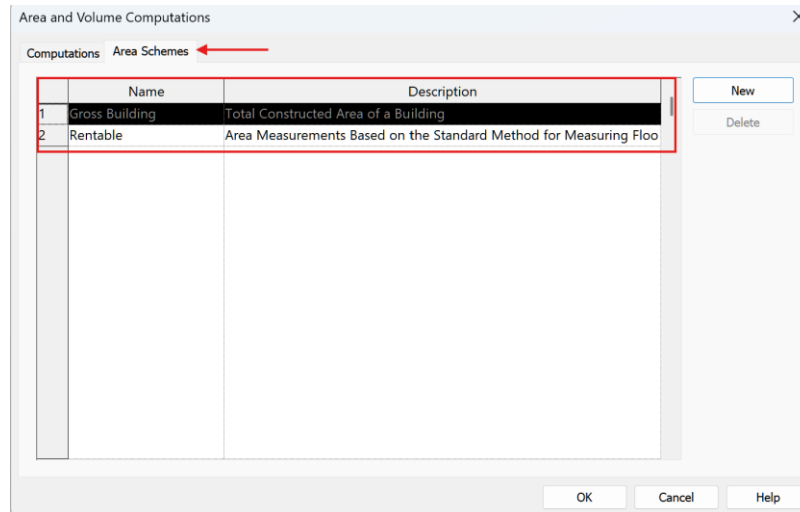 Area and Volume Computations
Computations Area Schemes
Name Description New
1 Gross Building Total Constructed Area of a Building
Delete
2 Rentable Area Measurements Based on the Standard Method for Measuring Floo
OK Cancel Help